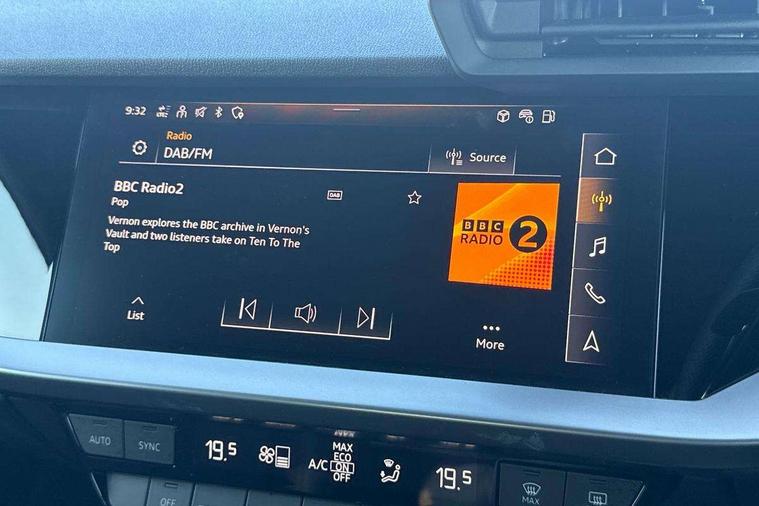 9:32
LTE
Radio
DAB/FM
Source
BBC Radio2
DAB
Pop
Vernon explores the BBC archive in Vernon's
Vault and two listeners take on Ten To The
Top
BBC
RADIO 2
List
More
AUTO
SYNC
19.5
A/C
MAX
ECO
ON
OFF
19.5
MAX
OFF